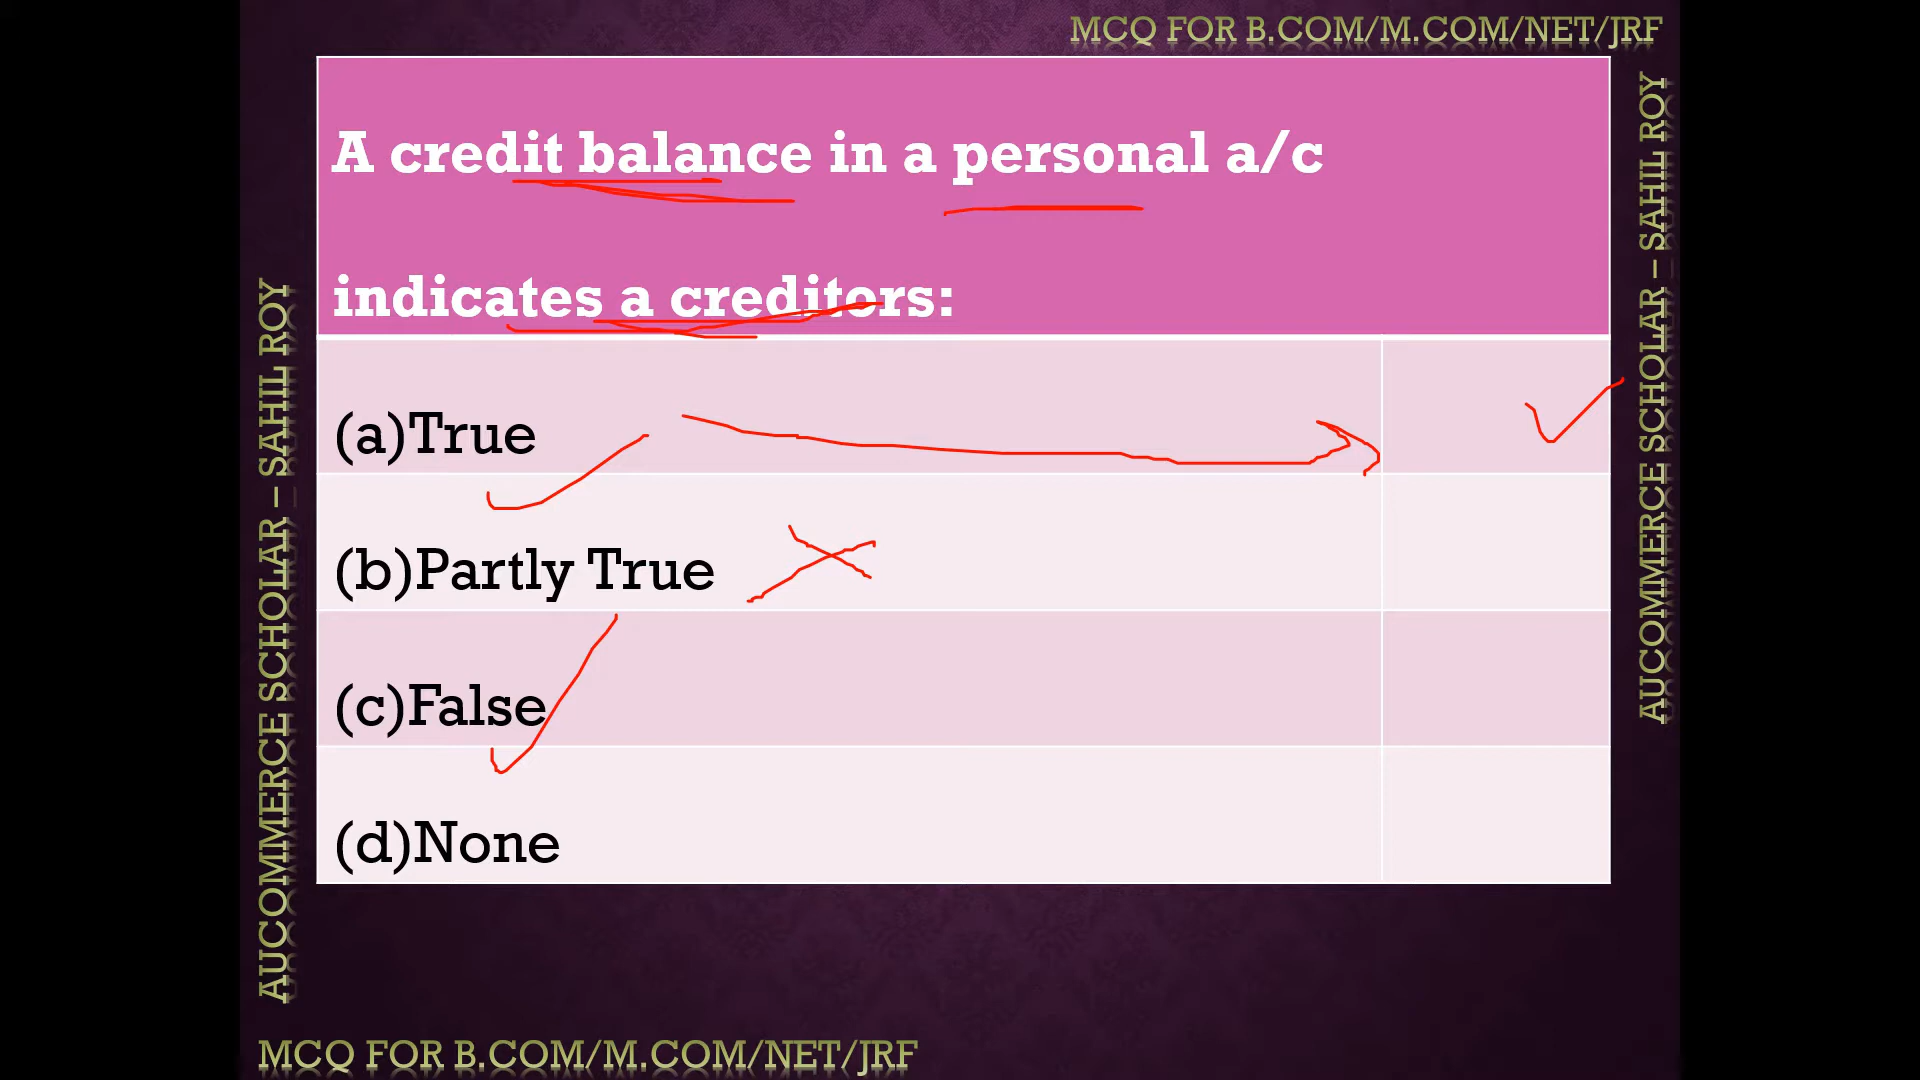 MCQ FOR B.COM/M.COM/NET/JRF
A credit balance in a personal a/c
indicates a creditors:
(a)True
(b)Partly True
(c)False
(d)None
AUCOMMERCE SCHOLAR – SAHIL ROY
AUCOMMERCE SCHOLAR – SAHIL ROY
MCQ FOR B.COM/M.COM/NET/JRF